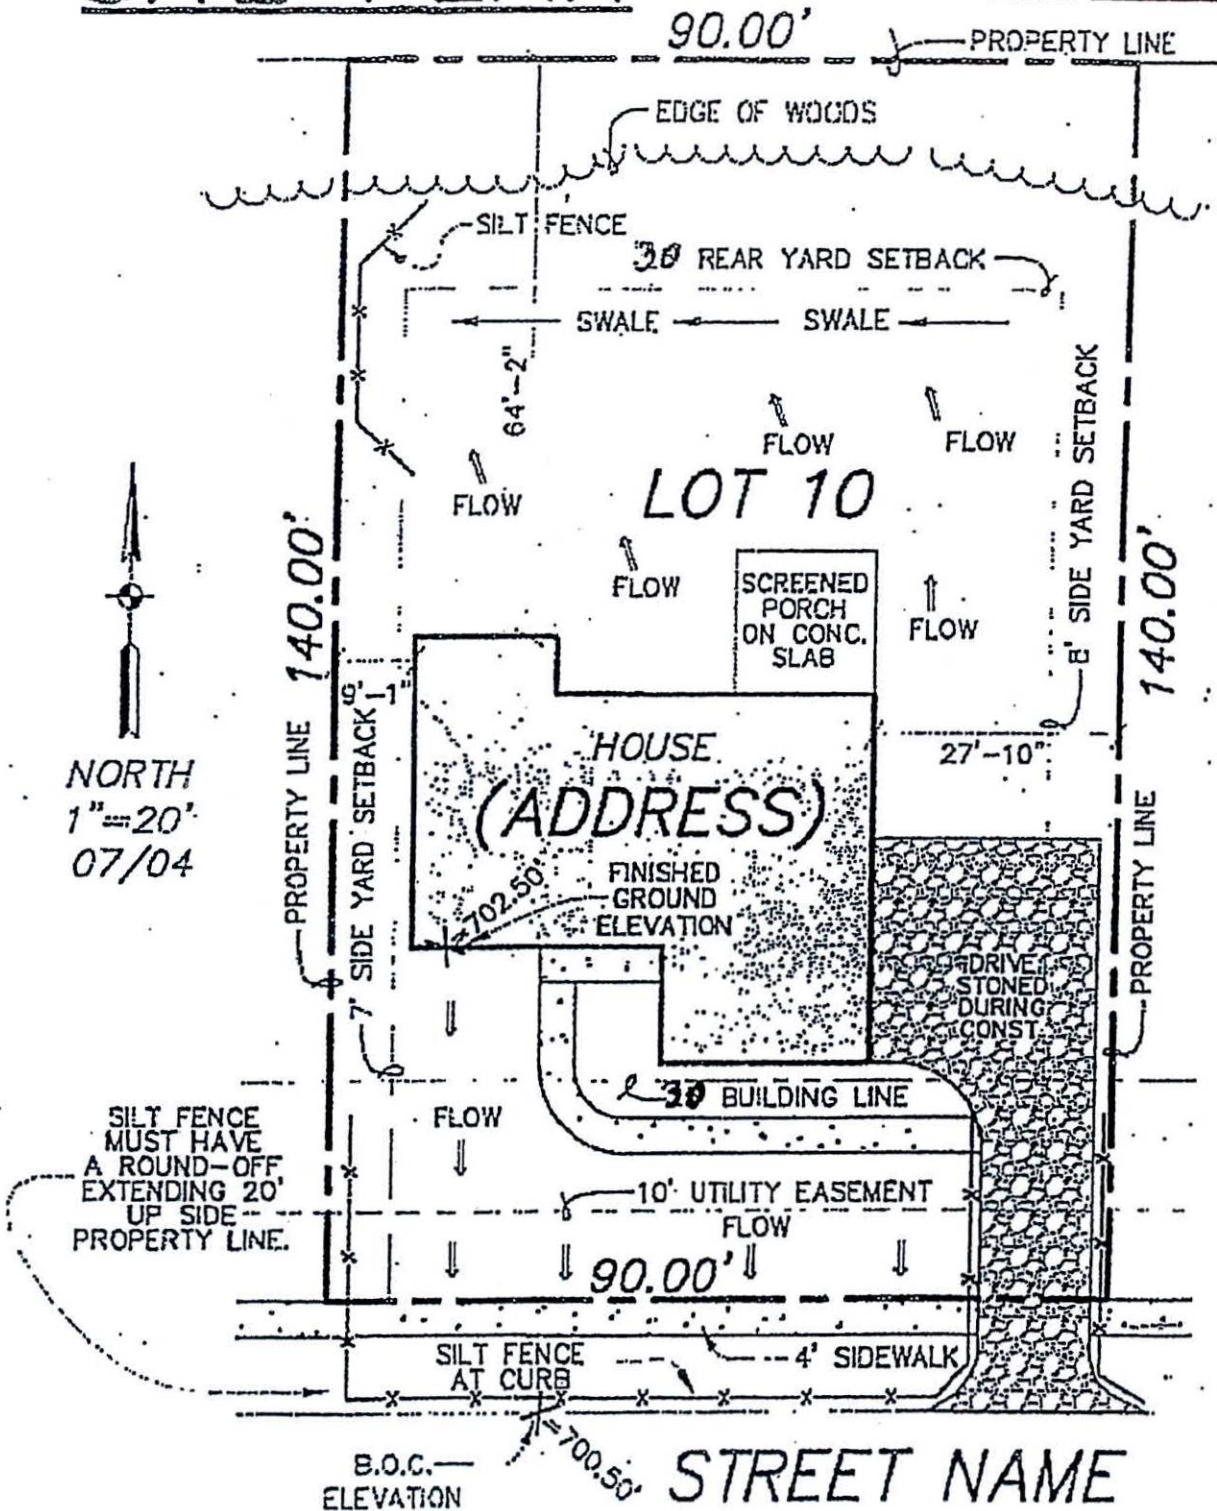 90.00'
PROPERTY LINE
EDGE OF WOODS
SILT FENCE
REAR YARD SETBACK
SWALE
SWALE
64'-2"
8' SIDE YARD SETBACK
FLOW
FLOW
FLOW
LOT 10
FLOW
FLOW
SCREENED
PORCH
ON CONC.
SLAB
140.00'
140.00'
9'-1"
27'-10"
NORTH
1"=20'
07/04
HOUSE
(ADDRESS)
FINISHED
GROUND
ELEVATION
702.50'
PROPERTY LINE
7' SIDE YARD SETBACK
DRIVE
STONED
DURING
CONST.
PROPERTY LINE
BUILDING LINE
SILT FENCE
MUST HAVE
A ROUND-OFF
EXTENDING 20'
UP SIDE
PROPERTY LINE.
FLOW
10' UTILITY EASEMENT
FLOW
90.00'
SILT FENCE
AT CURB
4' SIDEWALK
B.O.C.
ELEVATION
700.50'
STREET NAME